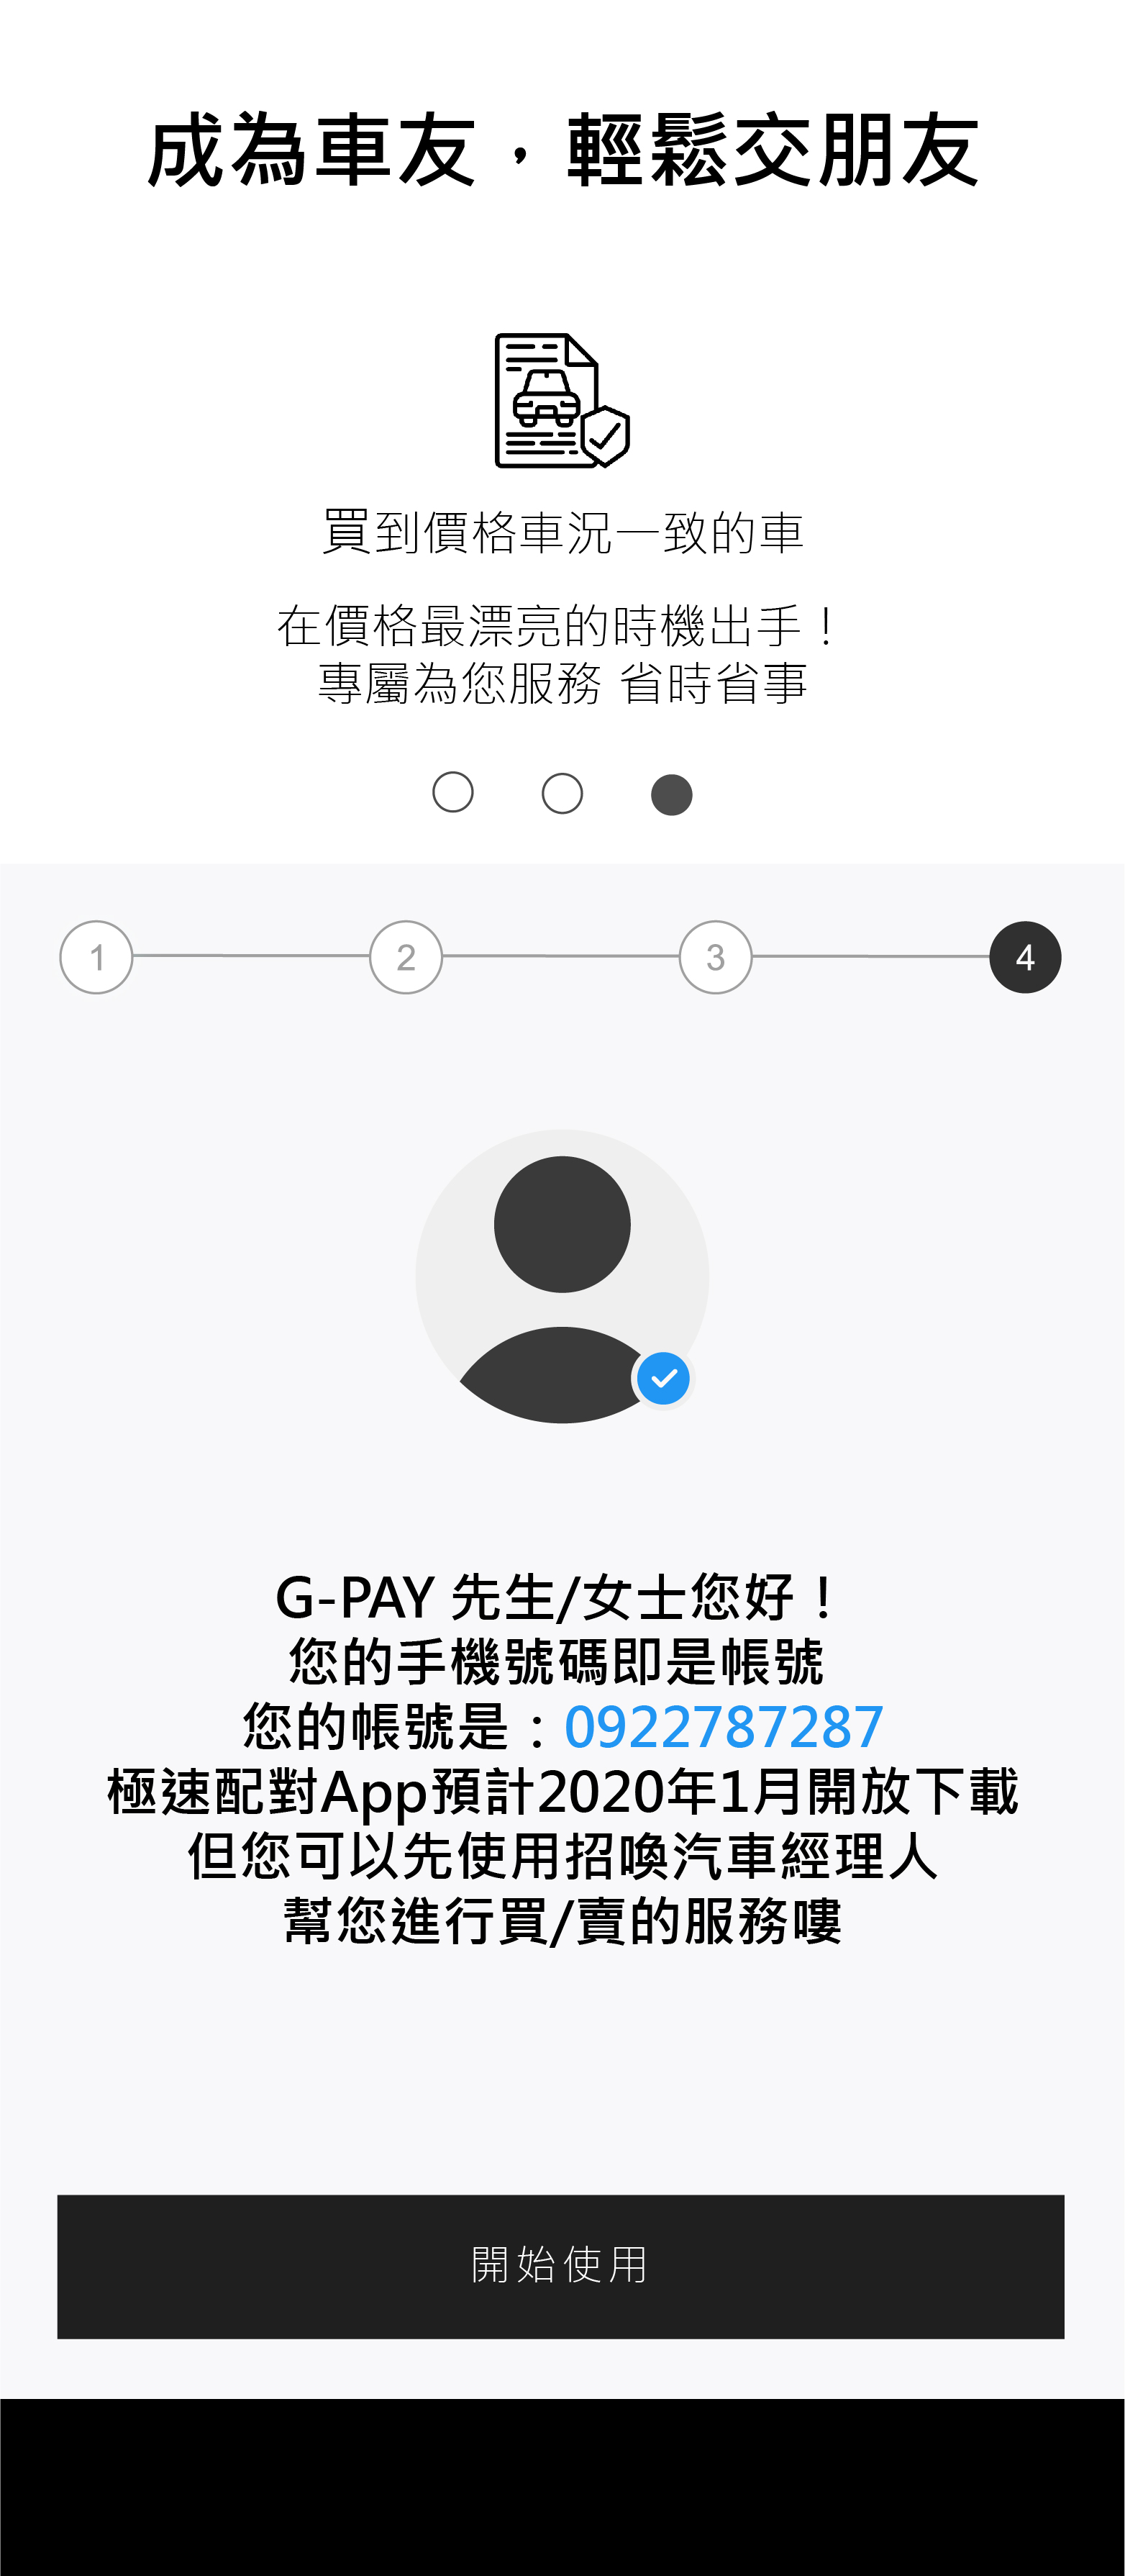 成為車友，輕鬆交朋友
買到價格車況一致的車
在價格最漂亮的時機出手！
專屬為您服務 省時省事
1 2 3 4
G-PAY 先生/女士您好！
您的手機號碼即是帳號
您的帳號是：0922787287
極速配對App預計2020年1月開放下載
但您可以先使用招喚汽車經理人
幫您進行買/賣的服務嘍
開始使用